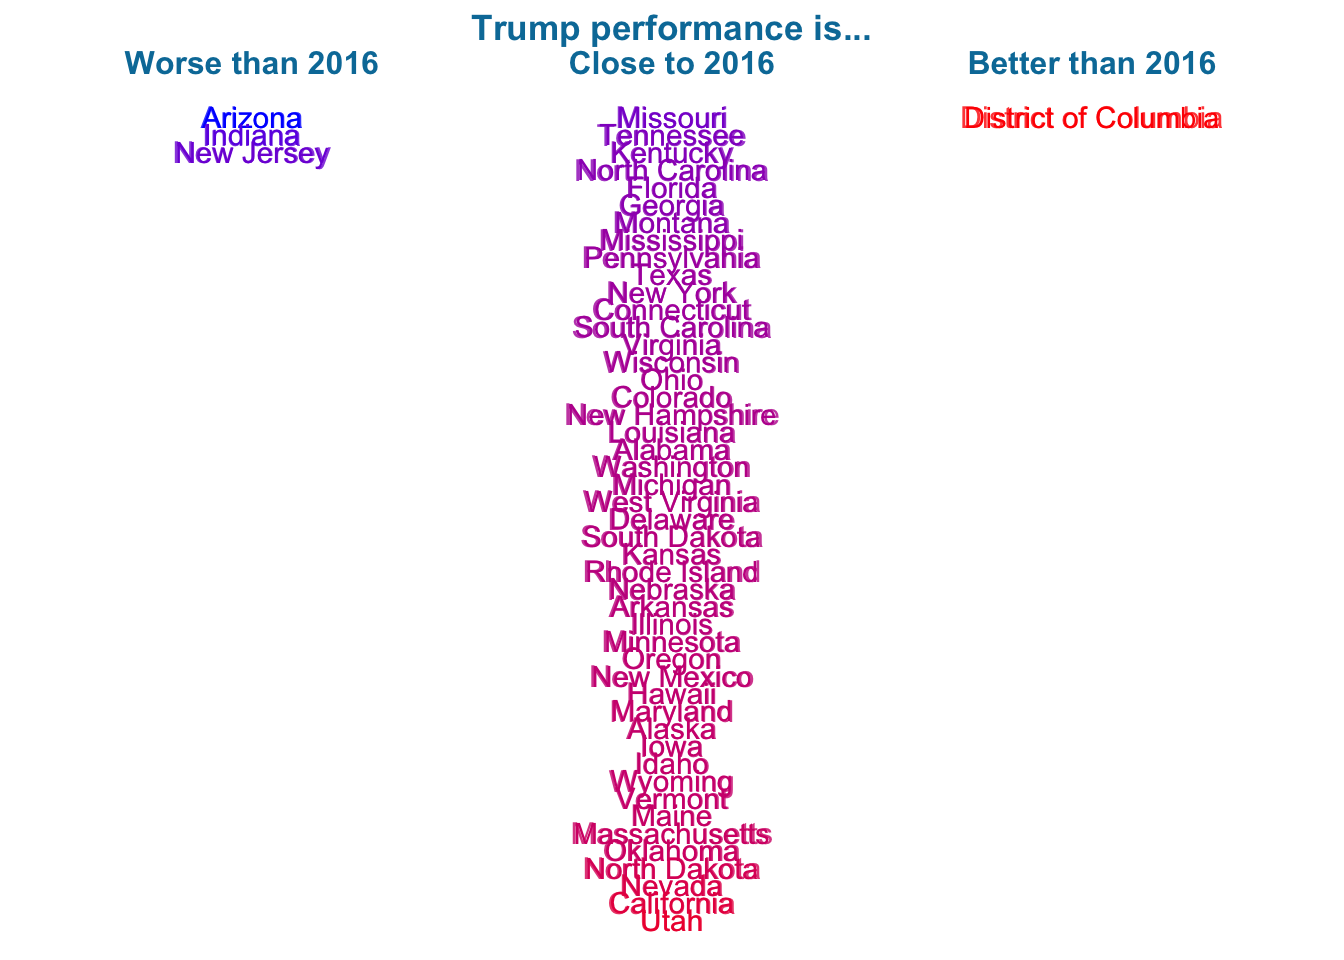 Trump performance is...
Worse than 2016
Close to 2016
Better than 2016
Arizona
Indiana
New Jersey
Missouri
Tennessee
Kentucky
North Carolina
Florida
Georgia
Montana
Mississippi
Pennsylvania
Texas
New York
Connecticut
South Carolina
Virginia
Wisconsin
Ohio
Colorado
New Hampshire
Louisiana
Alabama
Washington
Michigan
West Virginia
Delaware
South Dakota
Kansas
Rhode Island
Nebraska
Arkansas
Illinois
Minnesota
Oregon
New Mexico
Hawaii
Maryland
Alaska
Iowa
Idaho
Wyoming
Vermont
Maine
Massachusetts
Oklahoma
North Dakota
Nevada
California
Utah
District of Columbia